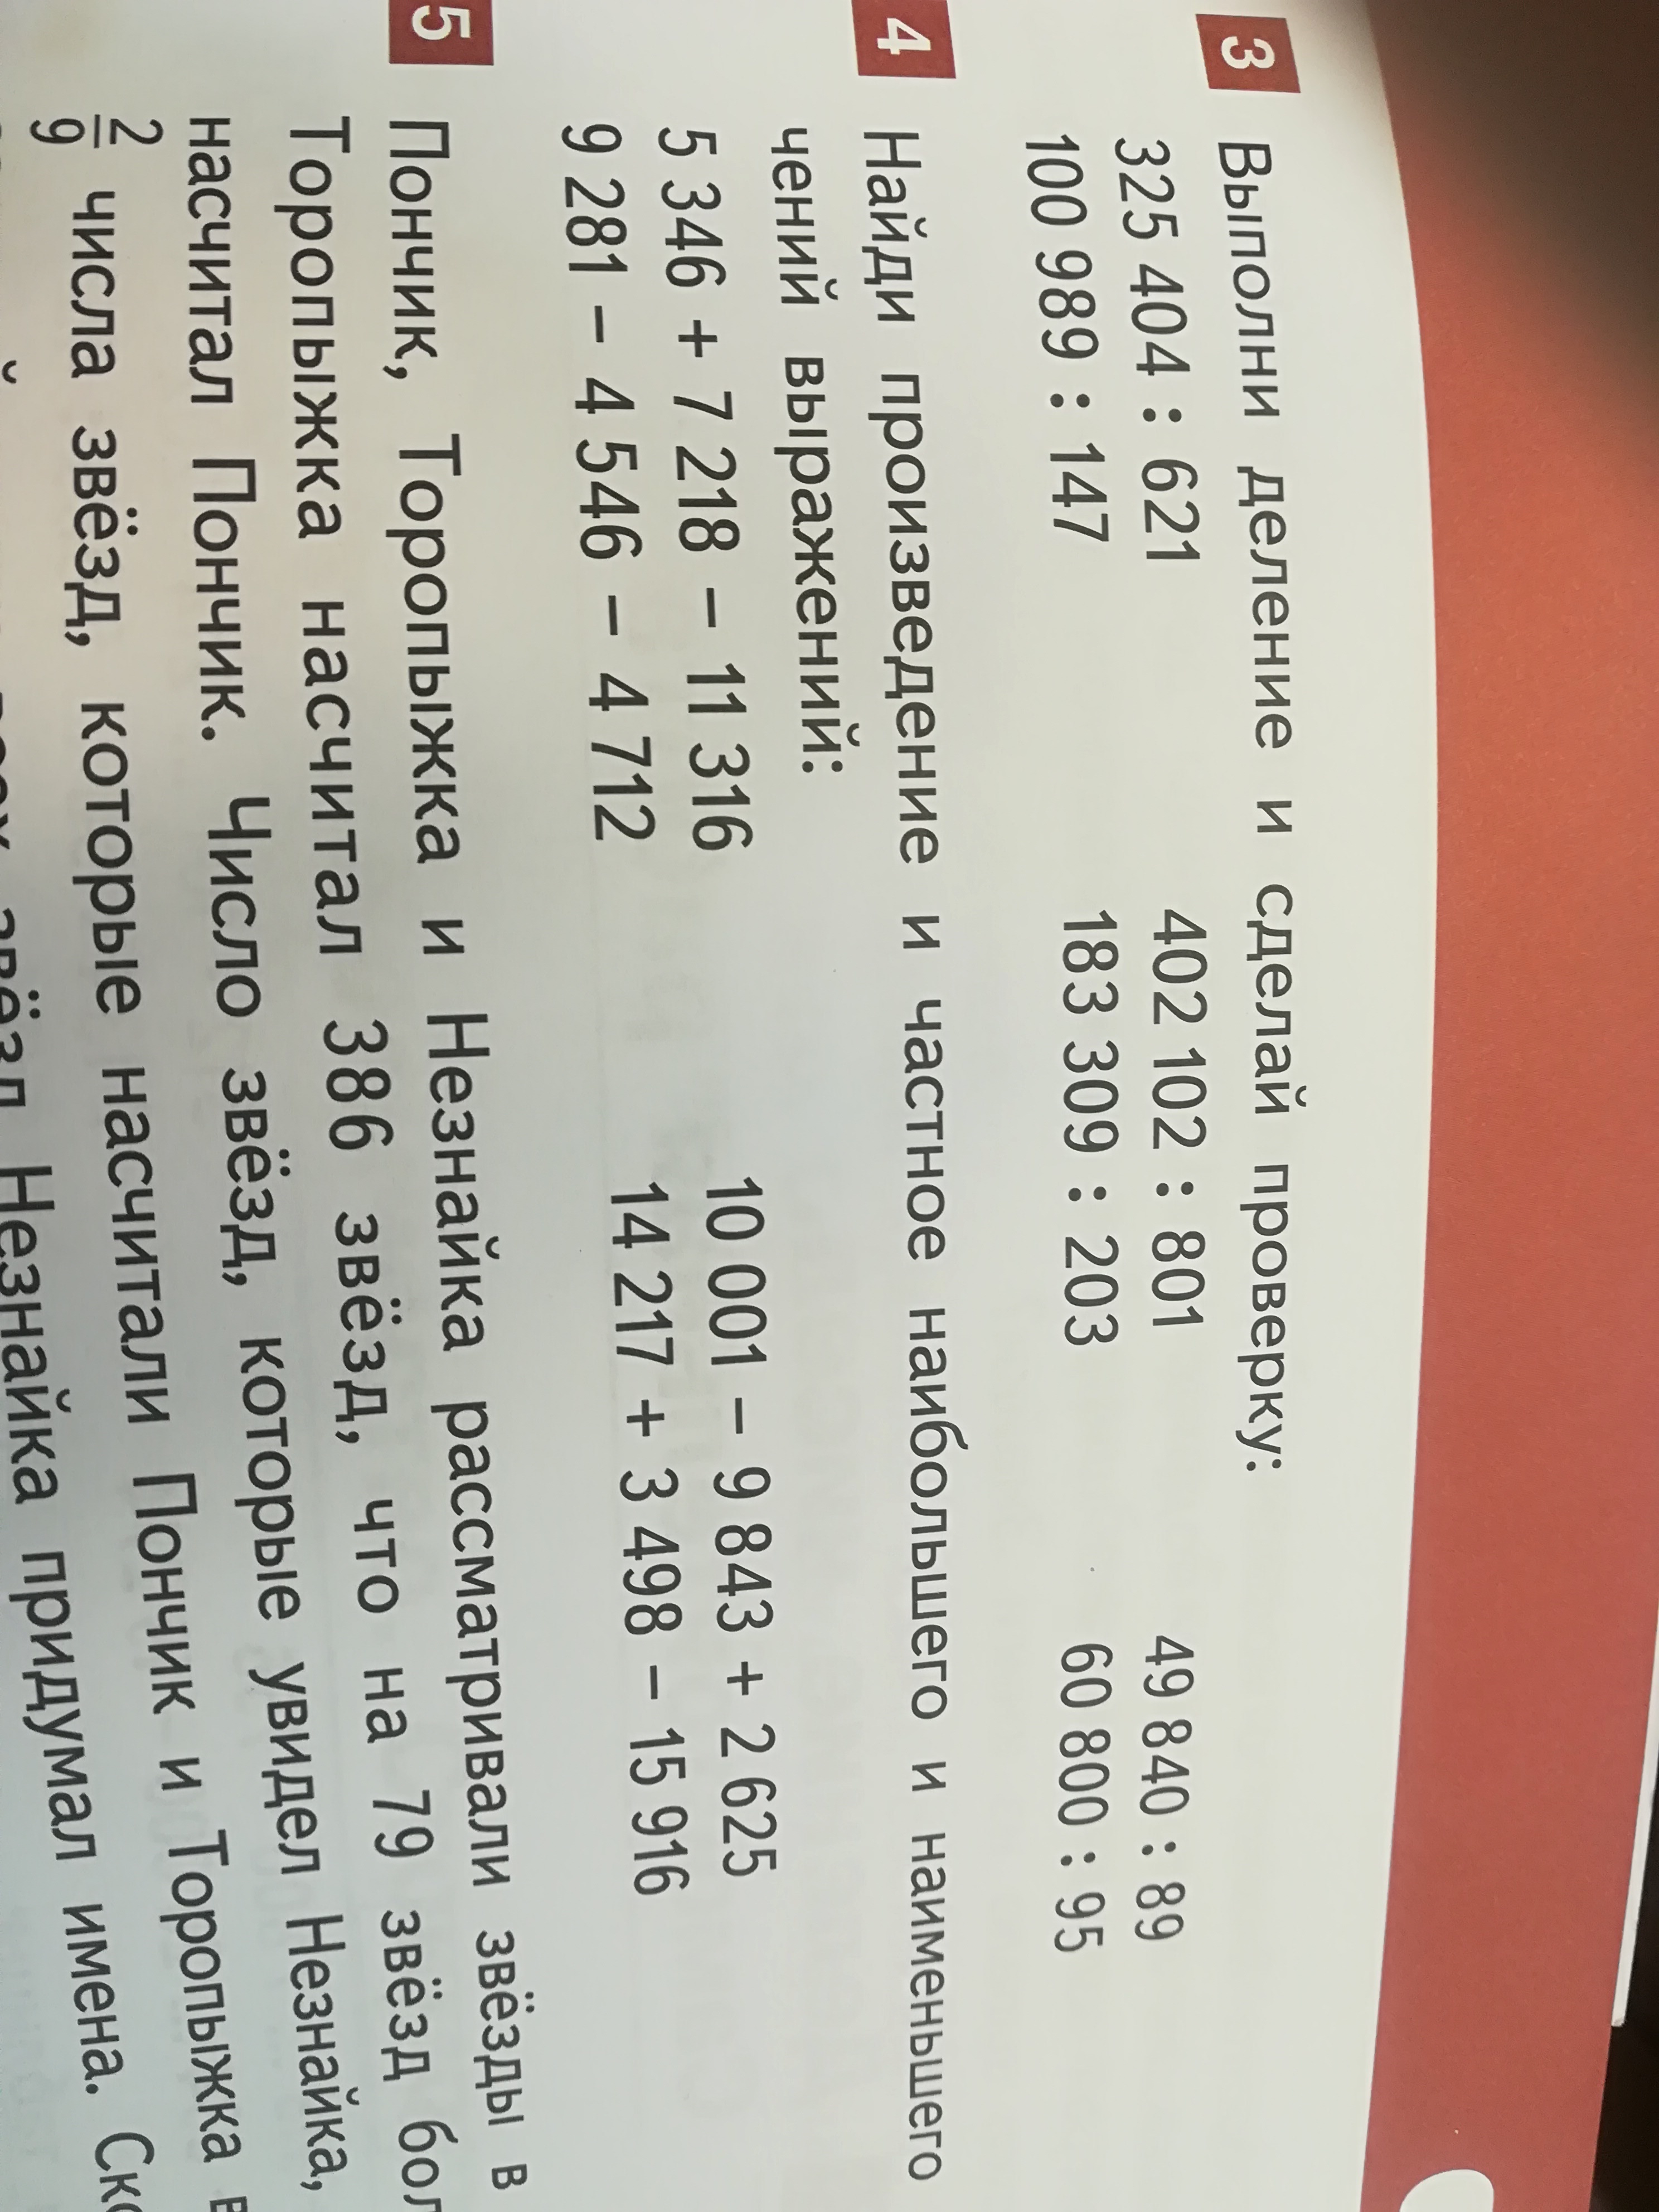 3 Выполни деление и сделай проверку:
325 404 : 621 402 102 : 801 49 840 : 89
100 989 : 147 183 309 : 203 60 800 : 95
4 Найди произведение и частное наибольшего и наименьшего
чений выражений:
5 346 + 7 218 – 11 316 10 001 – 9 843 + 2 625
9 281 – 4 546 – 4 712 14 217 + 3 498 – 15 916
5 Пончик, Торопыжка и Незнайка рассматривали звёзды в
Торопыжка насчитал 386 звёзд, что на 79 звёзд бол
насчитал Пончик. Число звёзд, которые увидел Незнайка,
2/9 числа звёзд, которые насчитали Пончик и Торопыжка в
звёзд Незнайка придумал имена. Ско